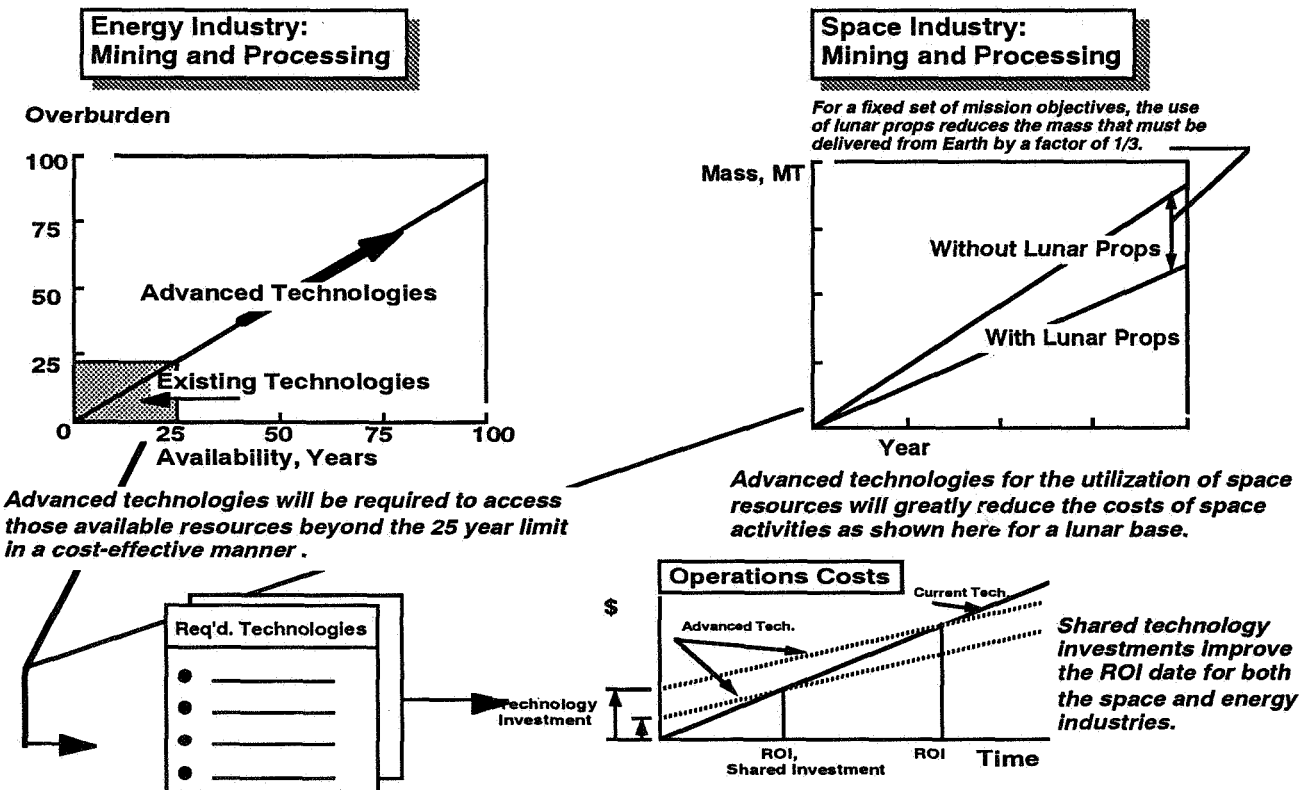 Energy Industry:
Mining and Processing
Overburden
100
75
50
25
0
25
50
75
100
Advanced Technologies
Existing Technologies
Availability, Years
Advanced technologies will be required to access
those available resources beyond the 25 year limit
in a cost-effective manner .
Space Industry:
Mining and Processing
For a fixed set of mission objectives, the use
of lunar props reduces the mass that must be
delivered from Earth by a factor of 1/3.
Mass, MT
Without Lunar Props
With Lunar Props
Year
Advanced technologies for the utilization of space
resources will greatly reduce the costs of space
activities as shown here for a lunar base.
Req'd. Technologies
Technology
Investment
Operations Costs
$
Current Tech.
Advanced Tech.
ROI,
Shared Investment
ROI
Time
Shared technology
investments improve
the ROI date for both
the space and energy
industries.